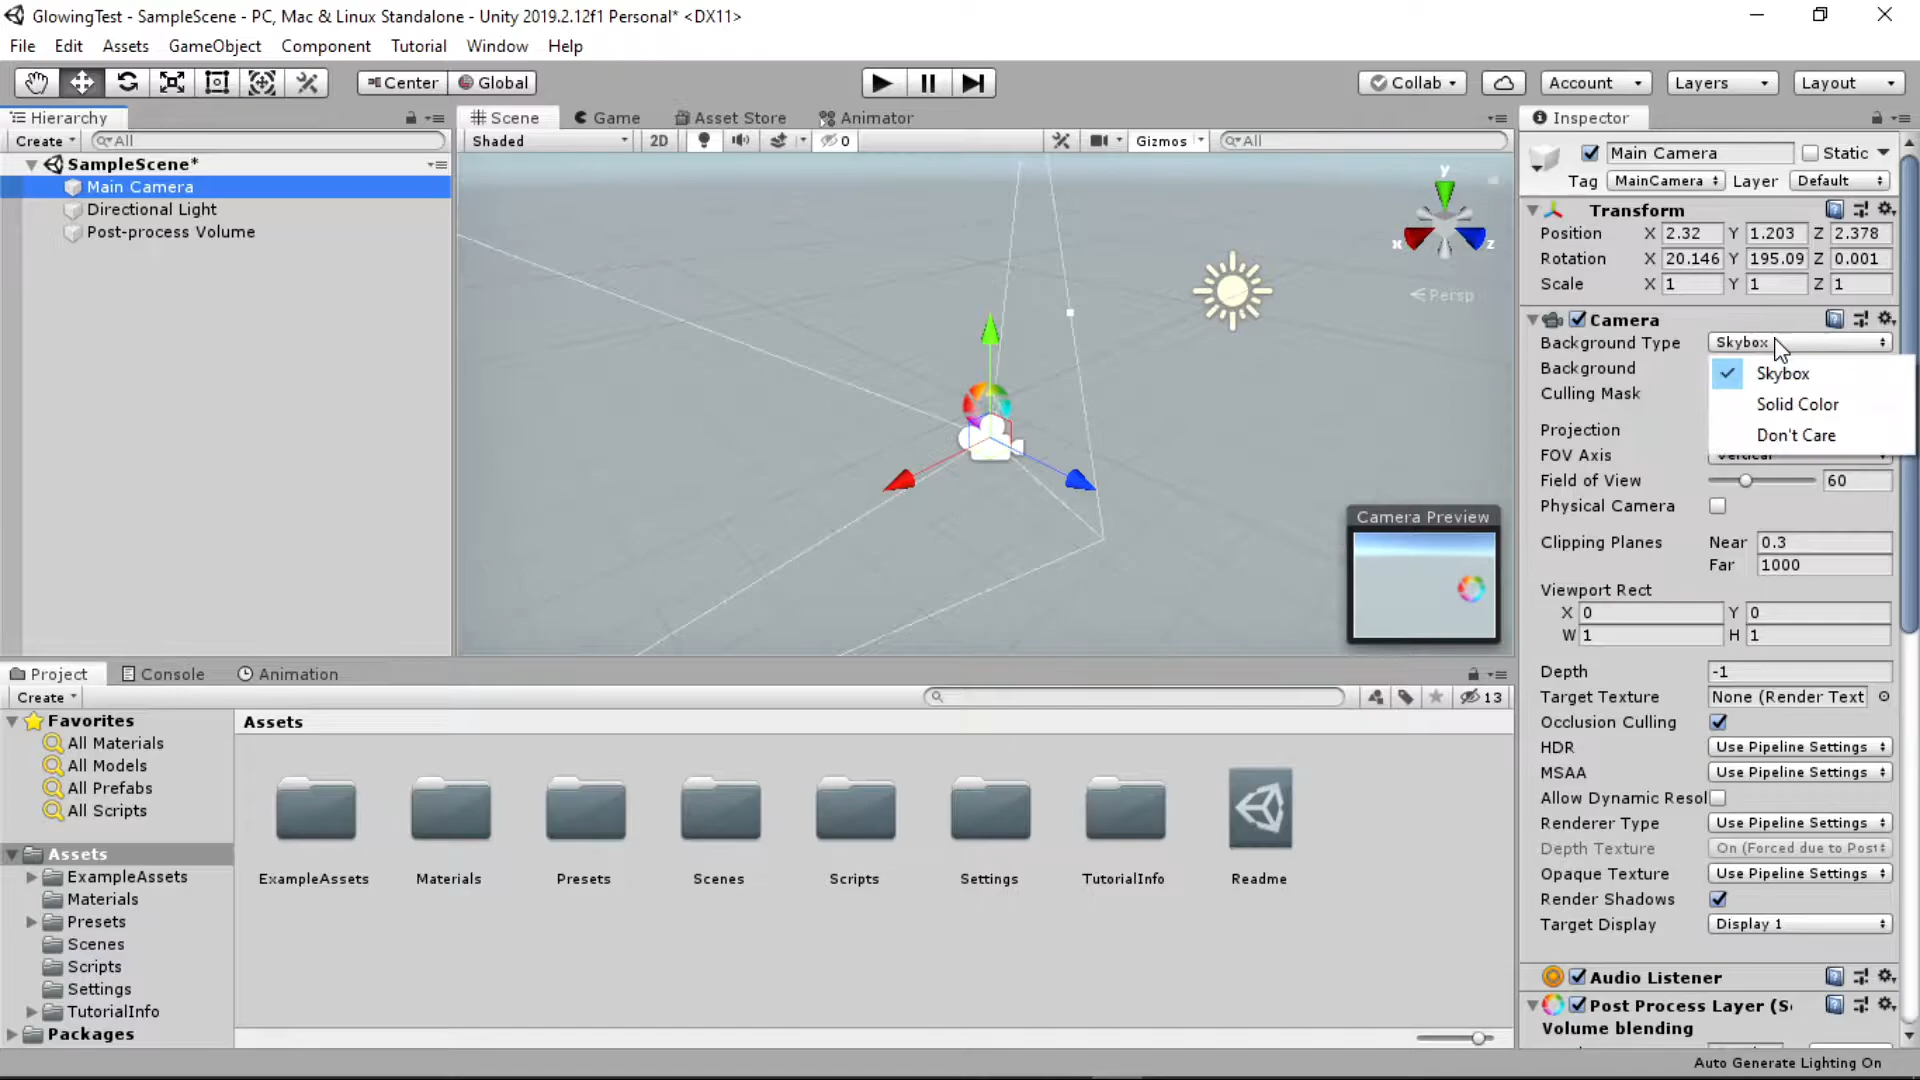 GlowingTest - SampleScene - PC, Mac & Linux Standalone - Unity 2019.2.12f1 Personal* <DX11>
File Edit Assets GameObject Component Tutorial Window Help
Center Global Collab Account Layers Layout
Hierarchy
Create All
SampleScene*
Main Camera
Directional Light
Post-process Volume
Scene Game Asset Store Animator
Shaded 2D 0 Gizmos All
y
x z
Persp
Camera Preview
Inspector
Main Camera Static
Tag MainCamera Layer Default
Transform
Position X 2.32 Y 1.203 Z 2.378
Rotation X 20.146 Y 195.09 Z 0.001
Scale X 1 Y 1 Z 1
Camera
Background Type Skybox
Background
Culling Mask
Skybox
Solid Color
Don't Care
Projection
FOV Axis Vertical
Field of View 60
Physical Camera
Clipping Planes Near 0.3
Far 1000
Viewport Rect
X 0 Y 0
W 1 H 1
Depth -1
Target Texture None (Render Text
Occlusion Culling
HDR Use Pipeline Settings
MSAA Use Pipeline Settings
Allow Dynamic Resol
Renderer Type Use Pipeline Settings
Depth Texture On (Forced due to Post
Opaque Texture Use Pipeline Settings
Render Shadows
Target Display Display 1
Audio Listener
Post Process Layer (S
Volume blending
Project Console Animation
Create 13
Favorites
All Materials
All Models
All Prefabs
All Scripts
Assets
ExampleAssets
Materials
Presets
Scenes
Scripts
Settings
TutorialInfo
Packages
Assets
ExampleAssets Materials Presets Scenes Scripts Settings TutorialInfo Readme
Auto Generate Lighting On